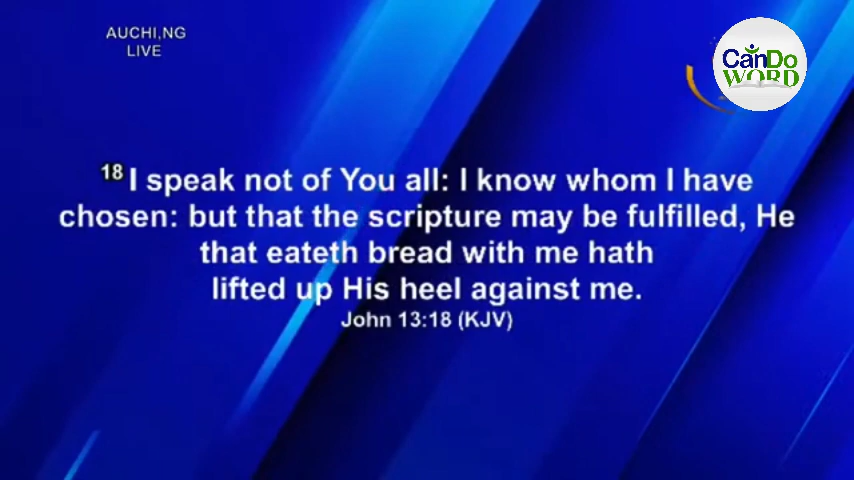 AUCHI,NG
LIVE
CanDo
WORD
18 I speak not of You all: I know whom I have
chosen: but that the scripture may be fulfilled, He
that eateth bread with me hath
lifted up His heel against me.
John 13:18 (KJV)